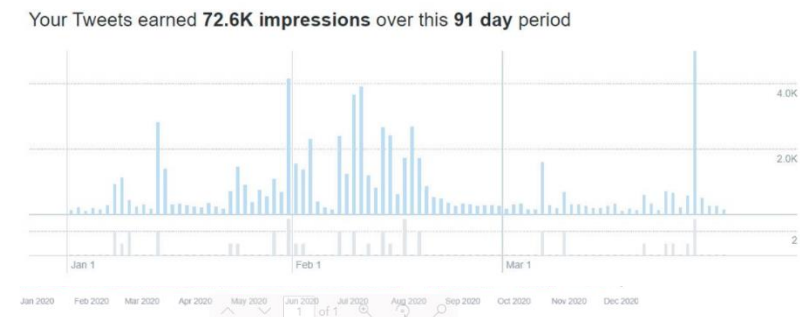 Your Tweets earned 72.6K impressions over this 91 day period
4.0K
2.0K
2
Jan 1
Feb 1
Mar 1
Jan 2020 Feb 2020 Mar 2020 Apr 2020 May 2020 Jun 2020 Jul 2020 Aug 2020 Sep 2020 Oct 2020 Nov 2020 Dec 2020
1 of 1